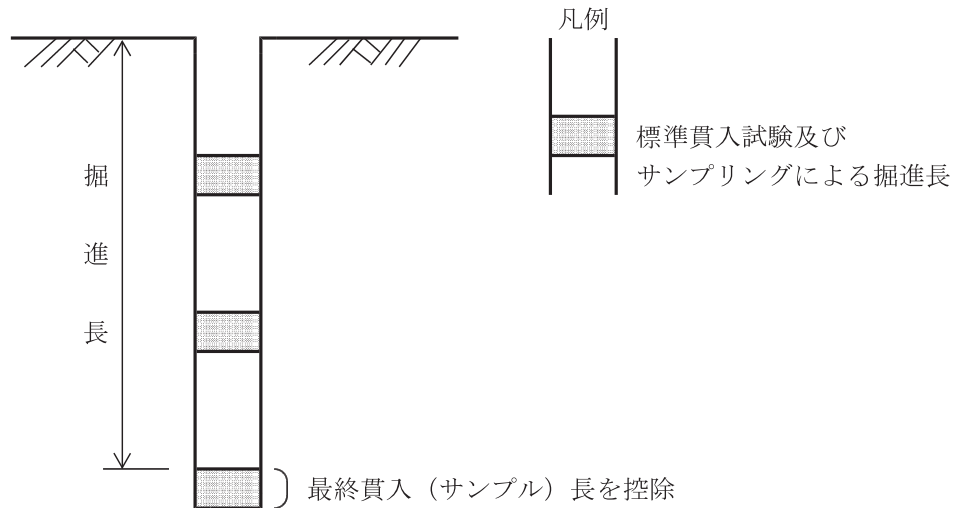 凡例
標準貫入試験及び
サンプリングによる掘進長
掘
進
長
最終貫入（サンプル）長を控除